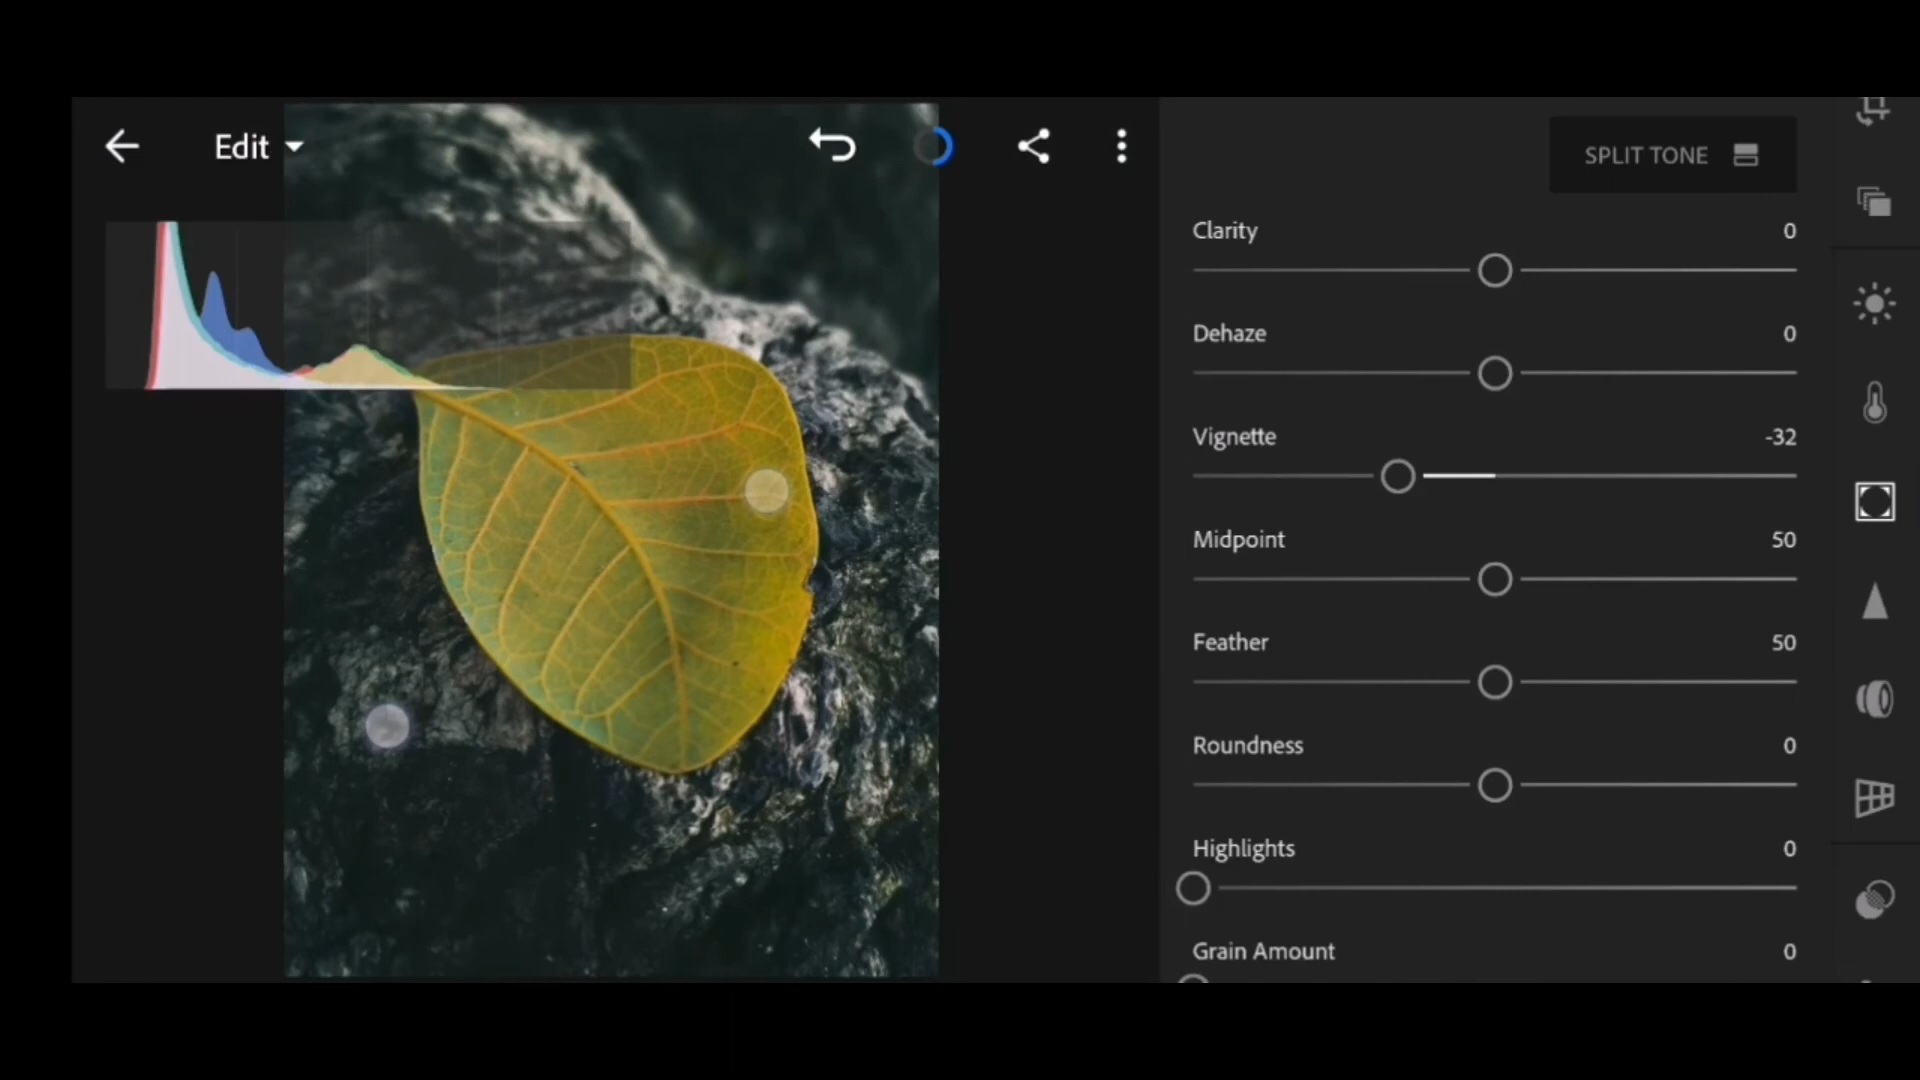 Edit
SPLIT TONE
Clarity 0
Dehaze 0
Vignette -32
Midpoint 50
Feather 50
Roundness 0
Highlights 0
Grain Amount 0